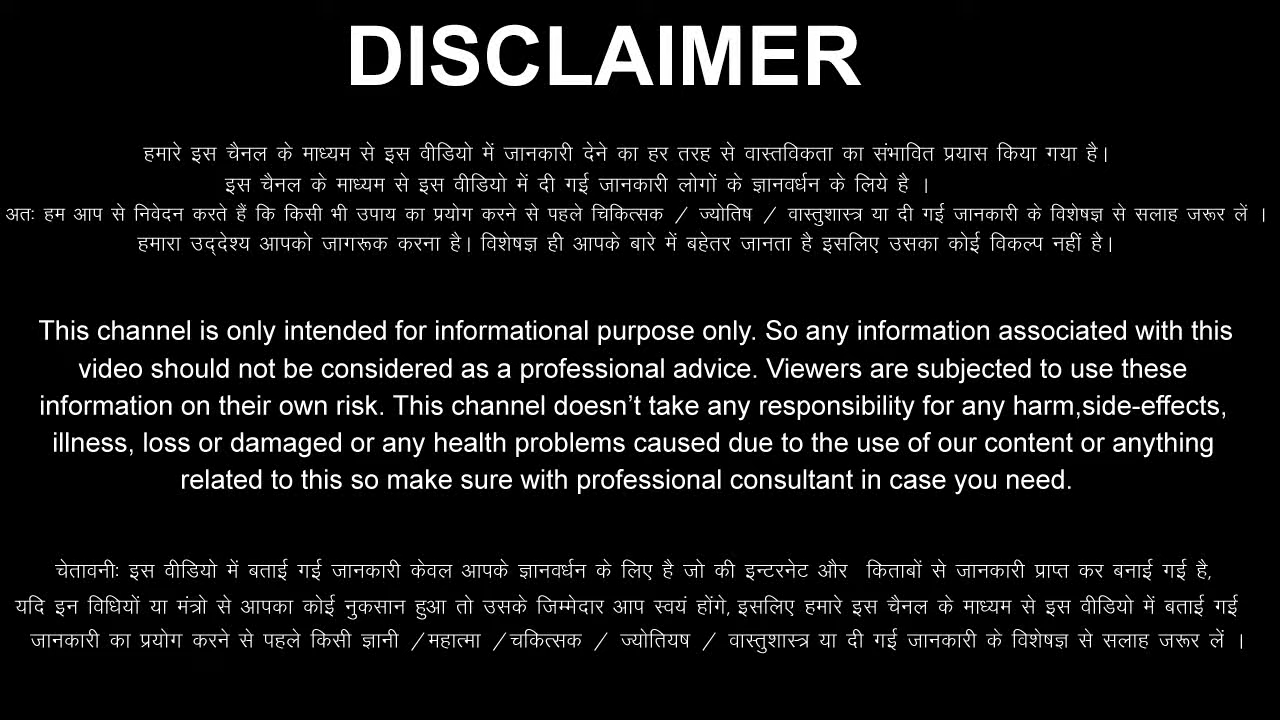 DISCLAIMER
हमारे इस चैनल के माध्यम से इस वीडियो में जानकारी देने का हर तरह से वास्तविकता का संभावित प्रयास किया गया है।
इस चैनल के माध्यम से इस वीडियो में दी गई जानकारी लोगों के ज्ञानवर्धन के लिये है ।
अतः हम आप से निवेदन करते हैं कि किसी भी उपाय का प्रयोग करने से पहले चिकित्सक / ज्योतिष / वास्तुशास्त्र या दी गई जानकारी के विशेषज्ञ से सलाह जरूर लें ।
हमारा उद्देश्य आपको जागरूक करना है। विशेषज्ञ ही आपके बारे में बहेतर जानता है इसलिए उसका कोई विकल्प नहीं है।
This channel is only intended for informational purpose only. So any information associated with this
video should not be considered as a professional advice. Viewers are subjected to use these
information on their own risk. This channel doesn’t take any responsibility for any harm,side-effects,
illness, loss or damaged or any health problems caused due to the use of our content or anything
related to this so make sure with professional consultant in case you need.
चेतावनीः इस वीडियो में बताई गई जानकारी केवल आपके ज्ञानवर्धन के लिए है जो की इन्टरनेट और किताबों से जानकारी प्राप्त कर बनाई गई है,
यदि इन विधियों या मंत्रो से आपका कोई नुकसान हुआ तो उसके जिम्मेदार आप स्वयं होंगे, इसलिए हमारे इस चैनल के माध्यम से इस वीडियो में बताई गई
जानकारी का प्रयोग करने से पहले किसी ज्ञानी /महात्मा /चकित्सक / ज्योतियष / वास्तुशास्त्र या दी गई जानकारी के विशेषज्ञ से सलाह जरूर लें ।